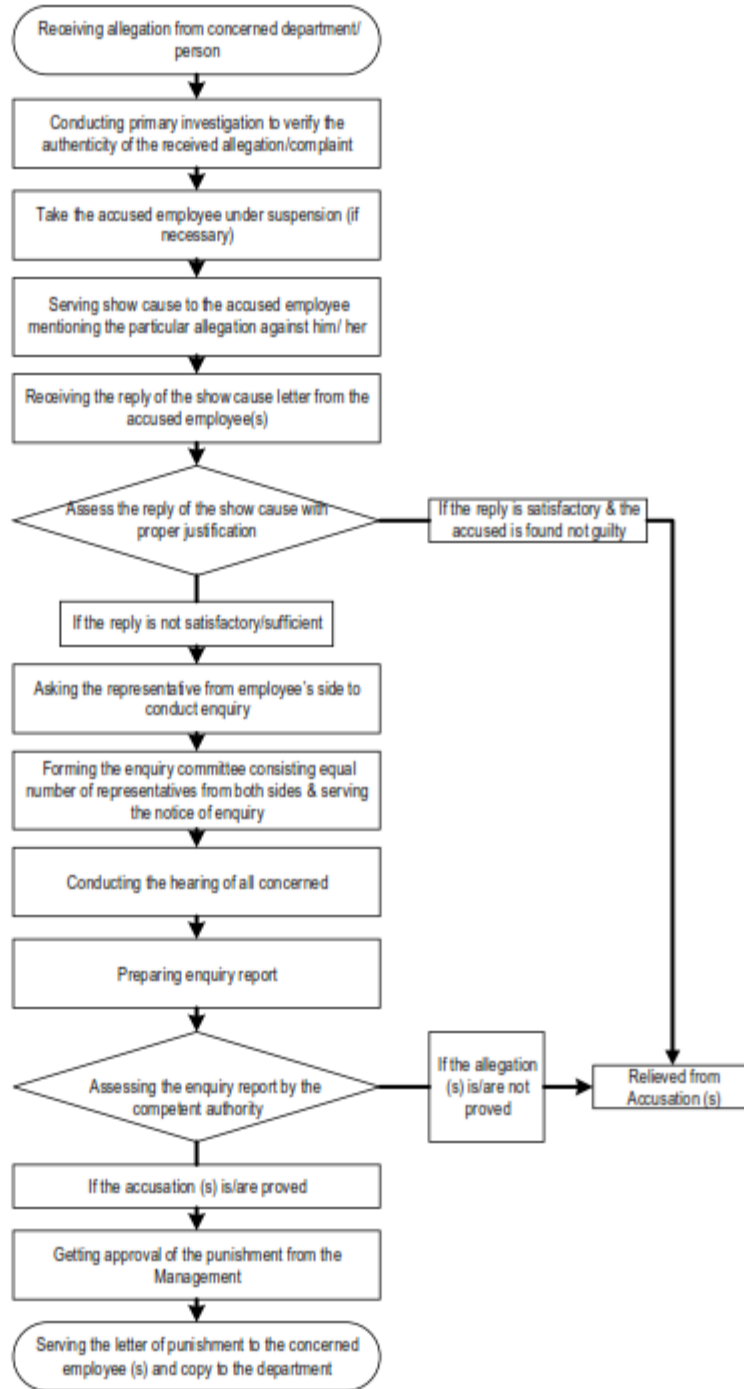 Receiving allegation from concerned department/
person
Conducting primary investigation to verify the
authenticity of the received allegation/complaint
Take the accused employee under suspension (if
necessary)
Serving show cause to the accused employee
mentioning the particular allegation against him/ her
Receiving the reply of the show cause letter from the
accused employee(s)
Assess the reply of the show cause with
proper justification
If the reply is satisfactory & the
accused is found not guilty
If the reply is not satisfactory/sufficient
Asking the representative from employee's side to
conduct enquiry
Forming the enquiry committee consisting equal
number of representatives from both sides & serving
the notice of enquiry
Conducting the hearing of all concerned
Preparing enquiry report
Assessing the enquiry report by the
competent authority
If the allegation
(s) is/are not
proved
Relieved from
Accusation (s)
If the accusation (s) is/are proved
Getting approval of the punishment from the
Management
Serving the letter of punishment to the concerned
employee (s) and copy to the department